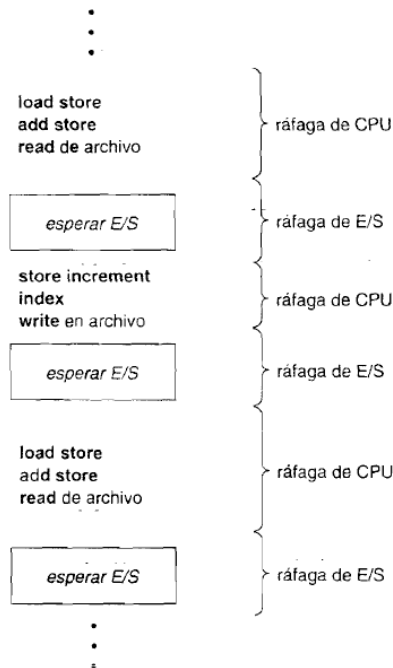 load store
add store
read de archivo
ráfaga de CPU
esperar E/S
ráfaga de E/S
store increment
index
write en archivo
ráfaga de CPU
esperar E/S
ráfaga de E/S
load store
add store
read de archivo
ráfaga de CPU
esperar E/S
ráfaga de E/S